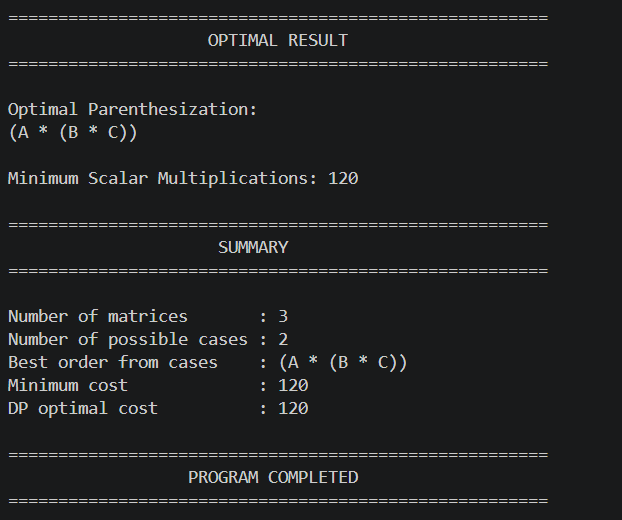 ======================================================
OPTIMAL RESULT
======================================================
Optimal Parenthesization:
(A * (B * C))
Minimum Scalar Multiplications: 120
======================================================
SUMMARY
======================================================
Number of matrices       : 3
Number of possible cases : 2
Best order from cases    : (A * (B * C))
Minimum cost             : 120
DP optimal cost          : 120
======================================================
PROGRAM COMPLETED
======================================================